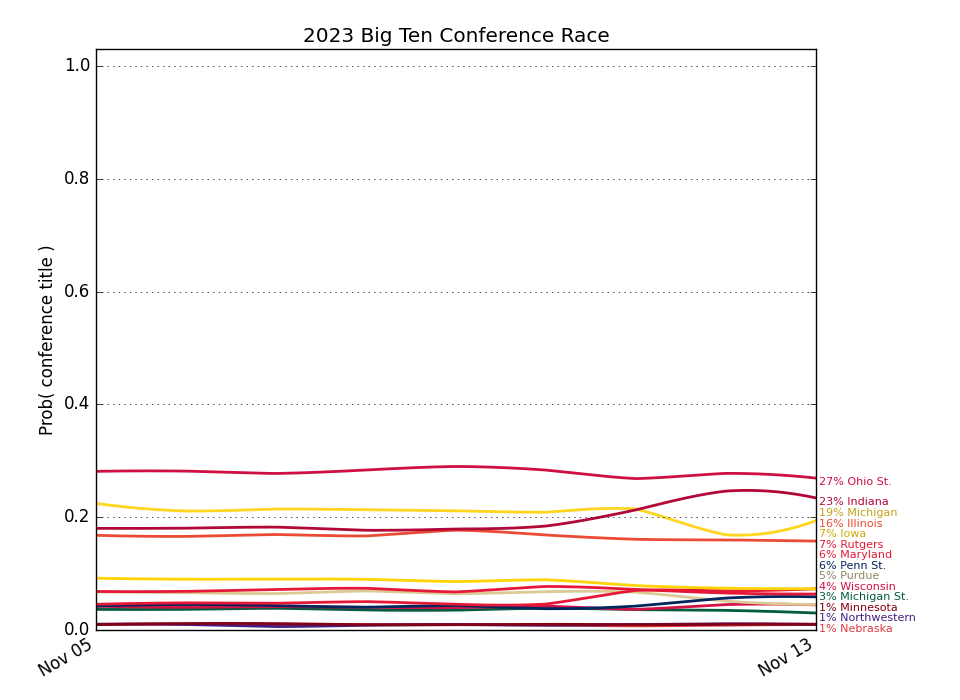 2023 Big Ten Conference Race
1.0
0.8
0.6
0.4
0.2
0.0
Prob( conference title )
Nov 05
Nov 13
27% Ohio St.
23% Indiana
19% Michigan
16% Illinois
7% Iowa
7% Rutgers
6% Maryland
6% Penn St.
5% Purdue
4% Wisconsin
3% Michigan St.
1% Minnesota
1% Northwestern
1% Nebraska